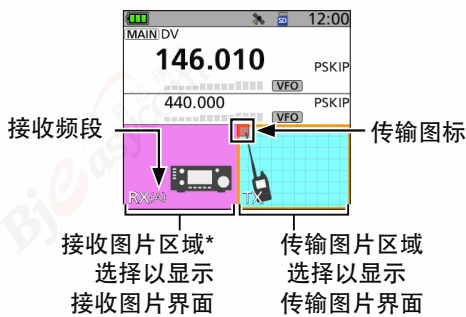 12:00
MAIN DV
146.010
PSKIP
VFO
440.000
PSKIP
VFO
接收频段
传输图标
RX(A)
TX
接收图片区域*
选择以显示
接收图片界面
传输图片区域
选择以显示
传输图片界面